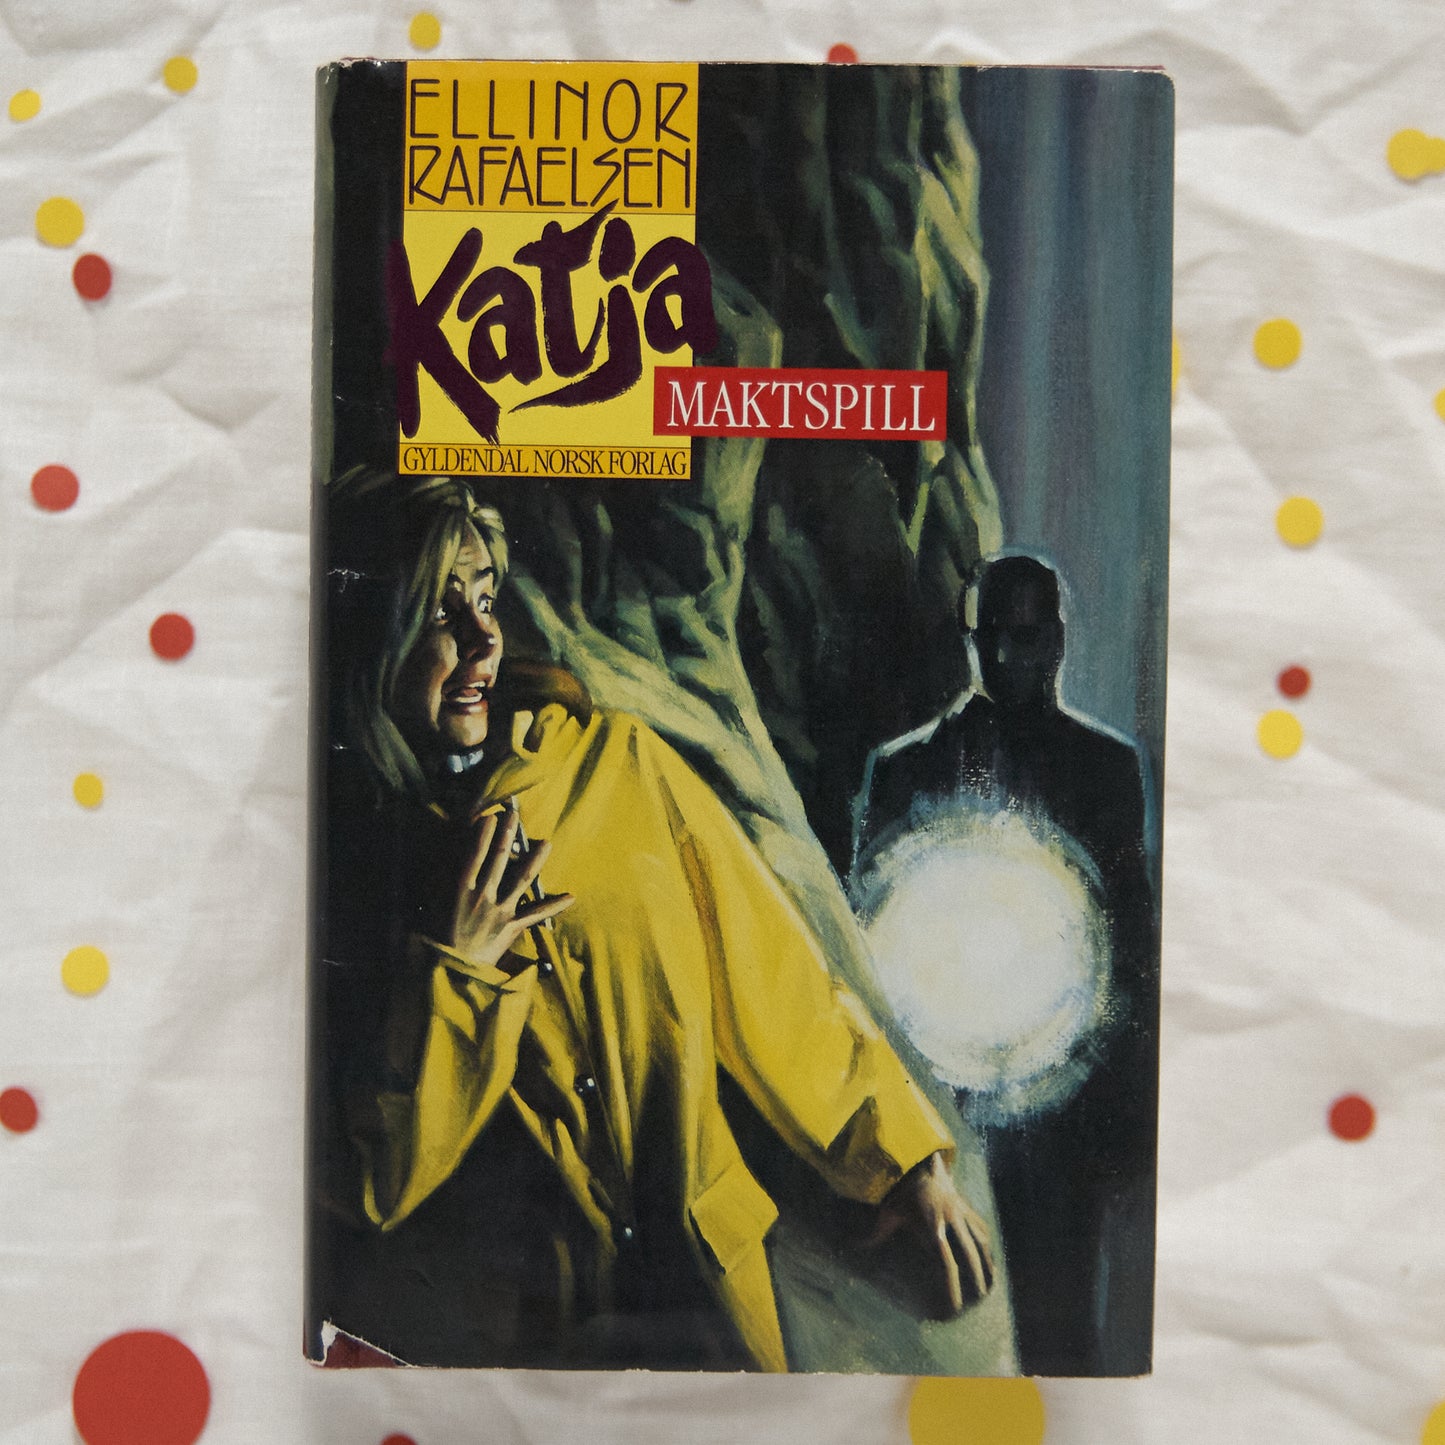 ELLINOR
RAFAELSEN
Katja
MAKTSPILL
GYLDENDAL NORSK FORLAG